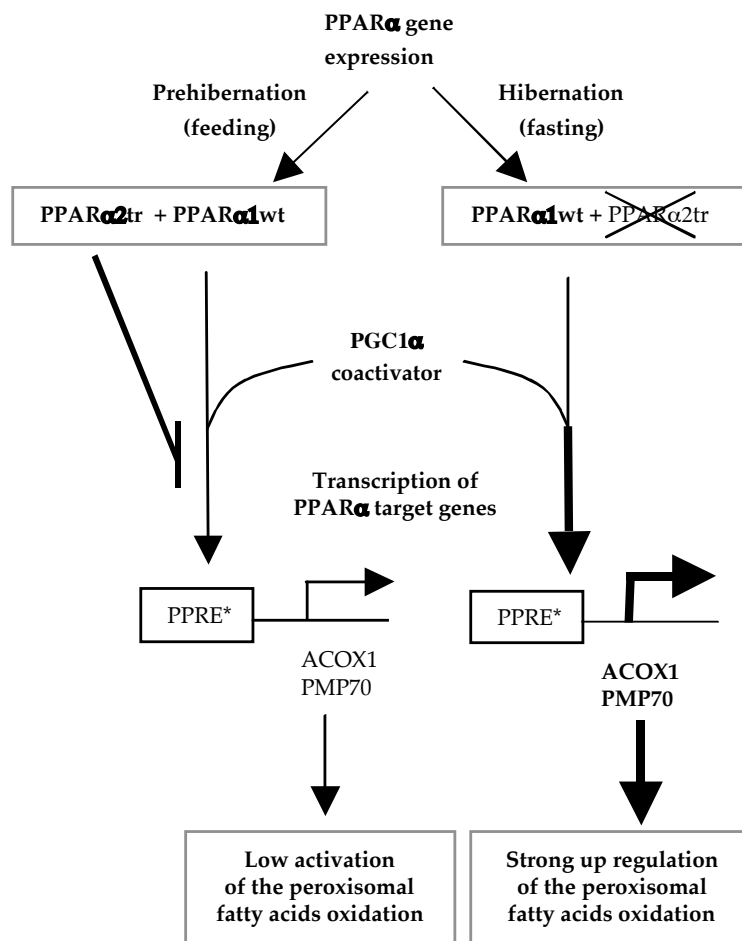 PPARα gene
expression
Prehibernation
(feeding)
Hibernation
(fasting)
PPARα2tr + PPARα1wt
PPARα1wt + PPARα2tr
PGC1α
coactivator
Transcription of
PPARα target genes
PPRE*
PPRE*
ACOX1
PMP70
ACOX1
PMP70
Low activation
of the peroxisomal
fatty acids oxidation
Strong up regulation
of the peroxisomal
fatty acids oxidation